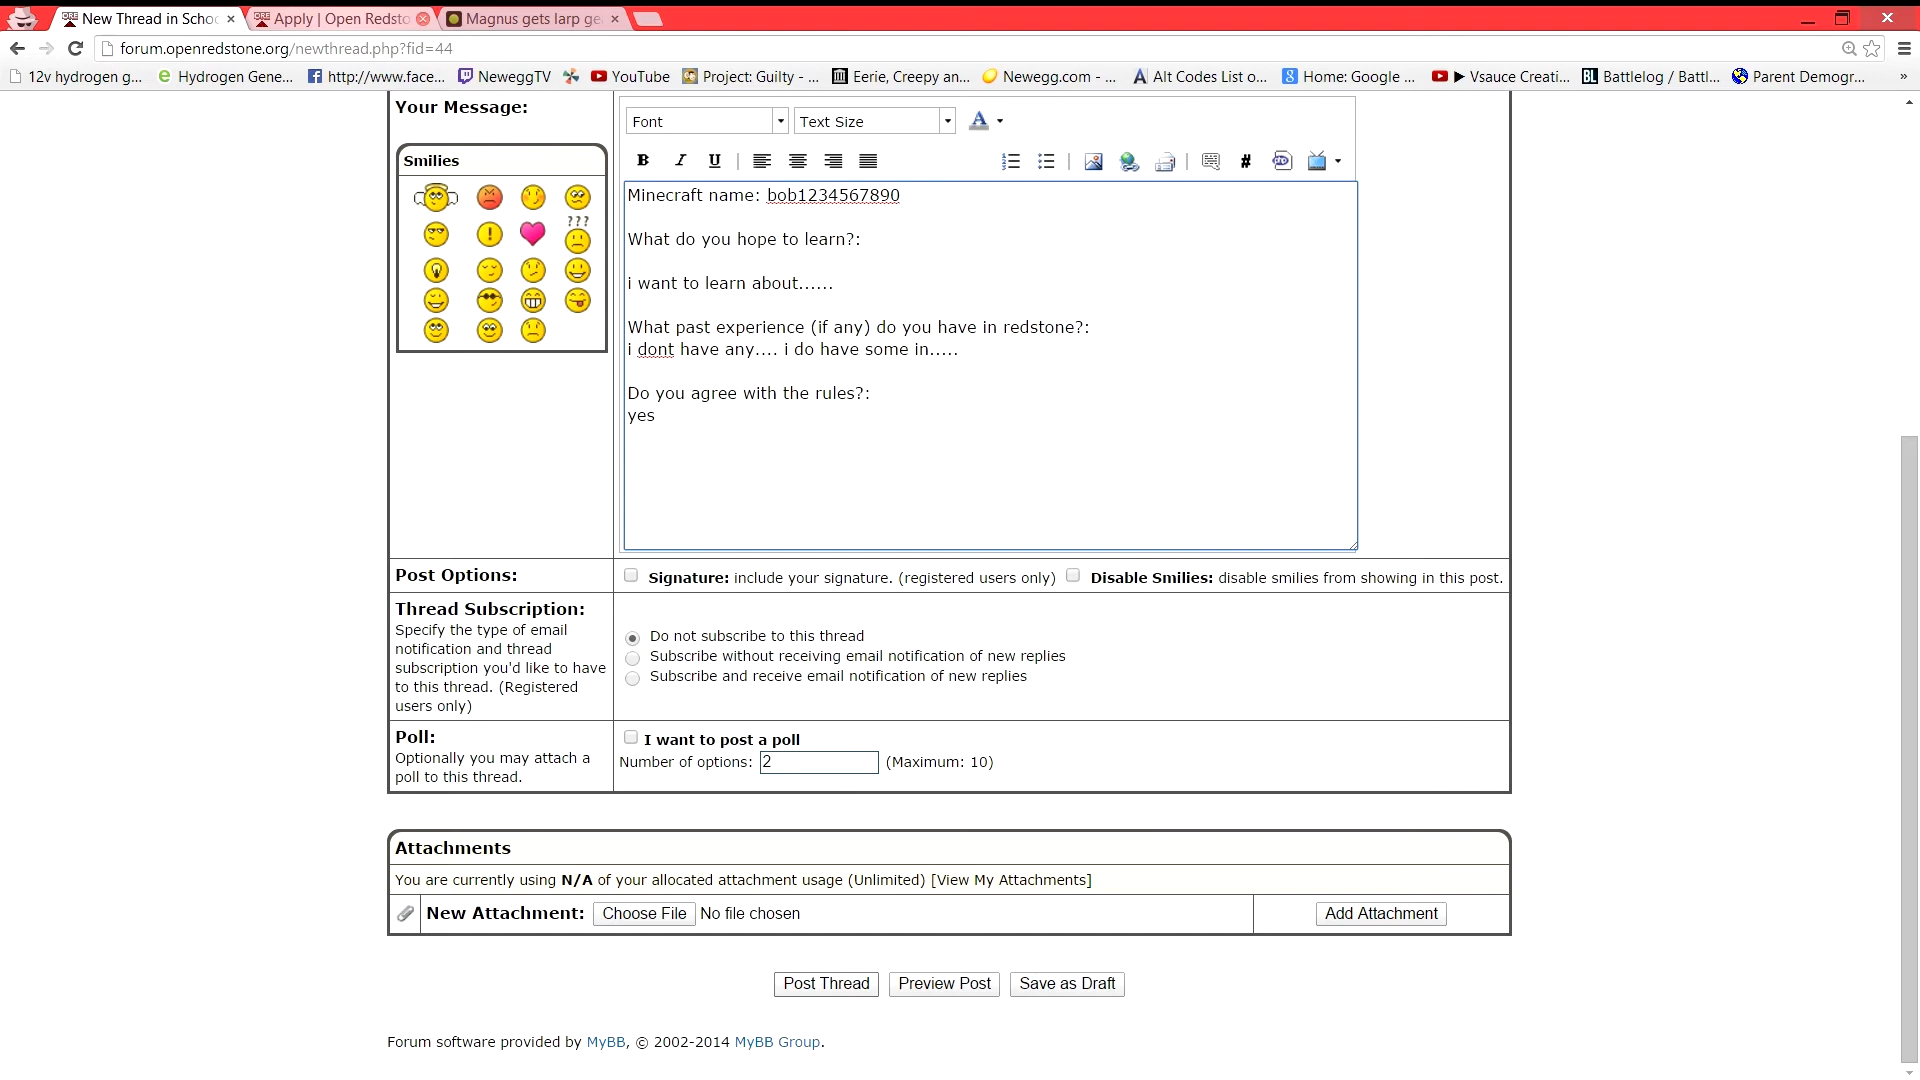 New Thread in Schoo
Apply | Open Redsto
Magnus gets larp ge
forum.openredstone.org/newthread.php?fid=44
12v hydrogen g... Hydrogen Gene... http://www.face... NeweggTV YouTube Project: Guilty - ... Eerie, Creepy an... Newegg.com - ... Alt Codes List o... Home: Google ... ▶ Vsauce Creati... Battlelog / Battl... Parent Demogr... »
Your Message:
Font
Text Size
Smilies
B I U
Minecraft name: bob1234567890
What do you hope to learn?:
i want to learn about......
What past experience (if any) do you have in redstone?:
i dont have any.... i do have some in.....
Do you agree with the rules?:
yes
Post Options:
Signature: include your signature. (registered users only) Disable Smilies: disable smilies from showing in this post.
Thread Subscription:
Specify the type of email
notification and thread
subscription you'd like to have
to this thread. (Registered
users only)
Do not subscribe to this thread
Subscribe without receiving email notification of new replies
Subscribe and receive email notification of new replies
Poll:
Optionally you may attach a
poll to this thread.
I want to post a poll
Number of options: 2 (Maximum: 10)
Attachments
You are currently using N/A of your allocated attachment usage (Unlimited) [View My Attachments]
New Attachment: Choose File No file chosen
Add Attachment
Post Thread Preview Post Save as Draft
Forum software provided by MyBB, © 2002-2014 MyBB Group.